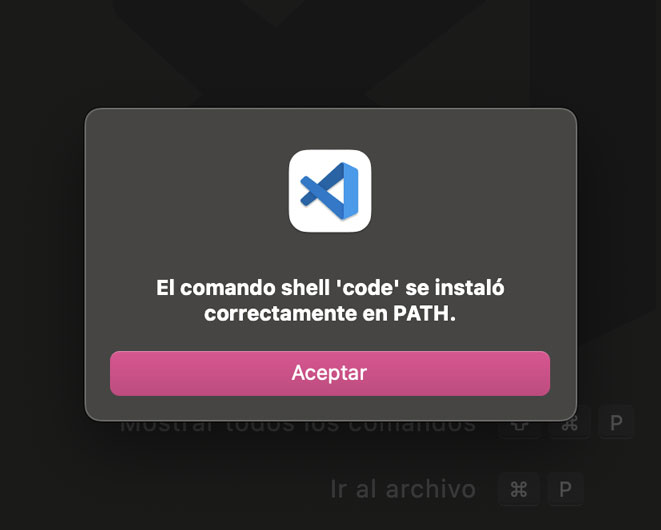 El comando shell 'code' se instaló
correctamente en PATH.
Aceptar
Mostrar todos los comandos ⇧ ⌘ P
Ir al archivo ⌘ P